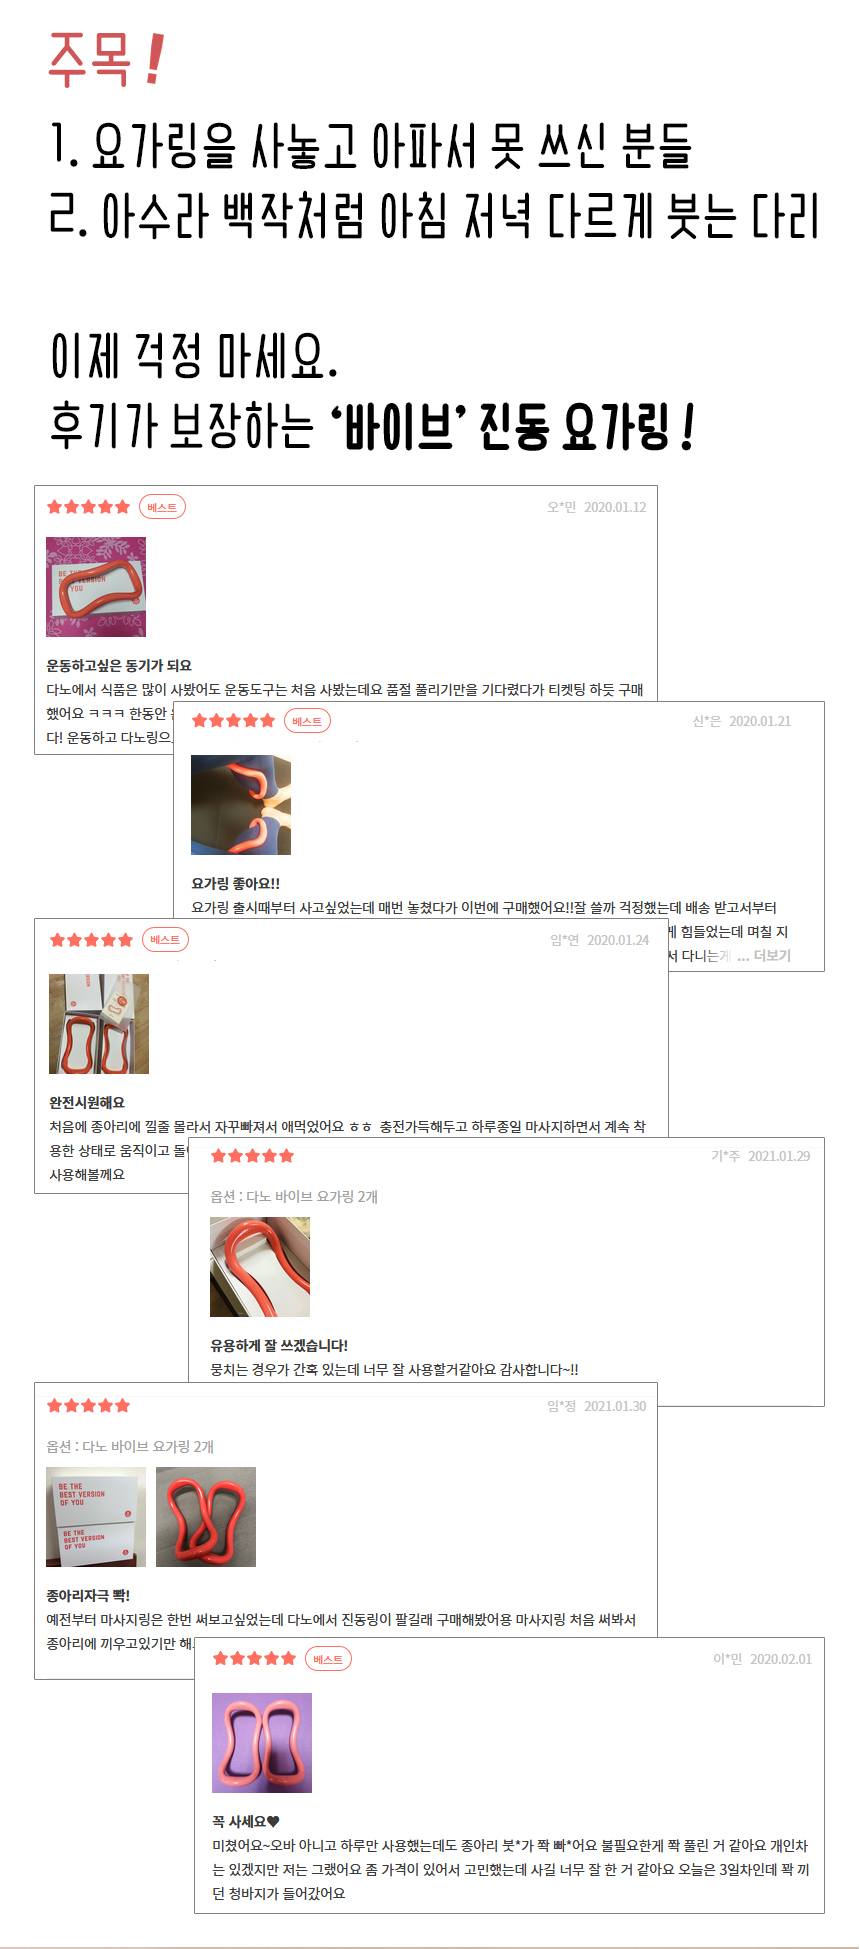 주목!
1. 요가링을 사놓고 아파서 못 쓰신 분들
2. 아수라 백작처럼 아침 저녁 다르게 붓는 다리
이제 걱정 마세요.
후기가 보장하는 ‘바이브’ 진동 요가링!
베스트 오*민 2020.01.12
BE THE
BEST VERSION
OF YOU
운동하고싶은 동기가 되요
다노에서 식품은 많이 사봤어도 운동도구는 처음 사봤는데요 품절 풀리기만을 기다렸다가 티켓팅 하듯 구매
했어요 ㅋㅋㅋ 한동안
다! 운동하고 다노링으
베스트 신*은 2020.01.21
요가링 좋아요!!
요가링 출시때부터 사고싶었는데 매번 놓쳤다가 이번에 구매했어요!!잘 쓸까 걱정했는데 배송 받고서부터
게 힘들었는데 며칠 지
서 다니는게 ... 더보기
베스트 임*연 2020.01.24
완전시원해요
처음에 종아리에 낄줄 몰라서 자꾸빠져서 애먹었어요 ㅎㅎ 충전가득해두고 하루종일 마사지하면서 계속 착
용한 상태로 움직이고
사용해볼께요
기*주 2021.01.29
옵션 : 다노 바이브 요가링 2개
유용하게 잘 쓰겠습니다!
뭉치는 경우가 간혹 있는데 너무 잘 사용할거같아요 감사합니다~!!
임*정 2021.01.30
옵션 : 다노 바이브 요가링 2개
BE THE
BEST VERSION
OF YOU
BE THE
BEST VERSION
OF YOU
종아리자극 뽝!
예전부터 마사지링은 한번 써보고싶었는데 다노에서 진동링이 팔길래 구매해봤어용 마사지링 처음 써봐서
종아리에 끼우고있기만 해
베스트 이*민 2020.02.01
꼭 사세요♥
미쳤어요~오바 아니고 하루만 사용했는데도 종아리 붓*가 쫙 빠*어요 불필요한게 쫙 풀린 거 같아요 개인차
는 있겠지만 저는 그랬어요 좀 가격이 있어서 고민했는데 사길 너무 잘 한 거 같아요 오늘은 3일차인데 꽉 끼
던 청바지가 들어갔어요